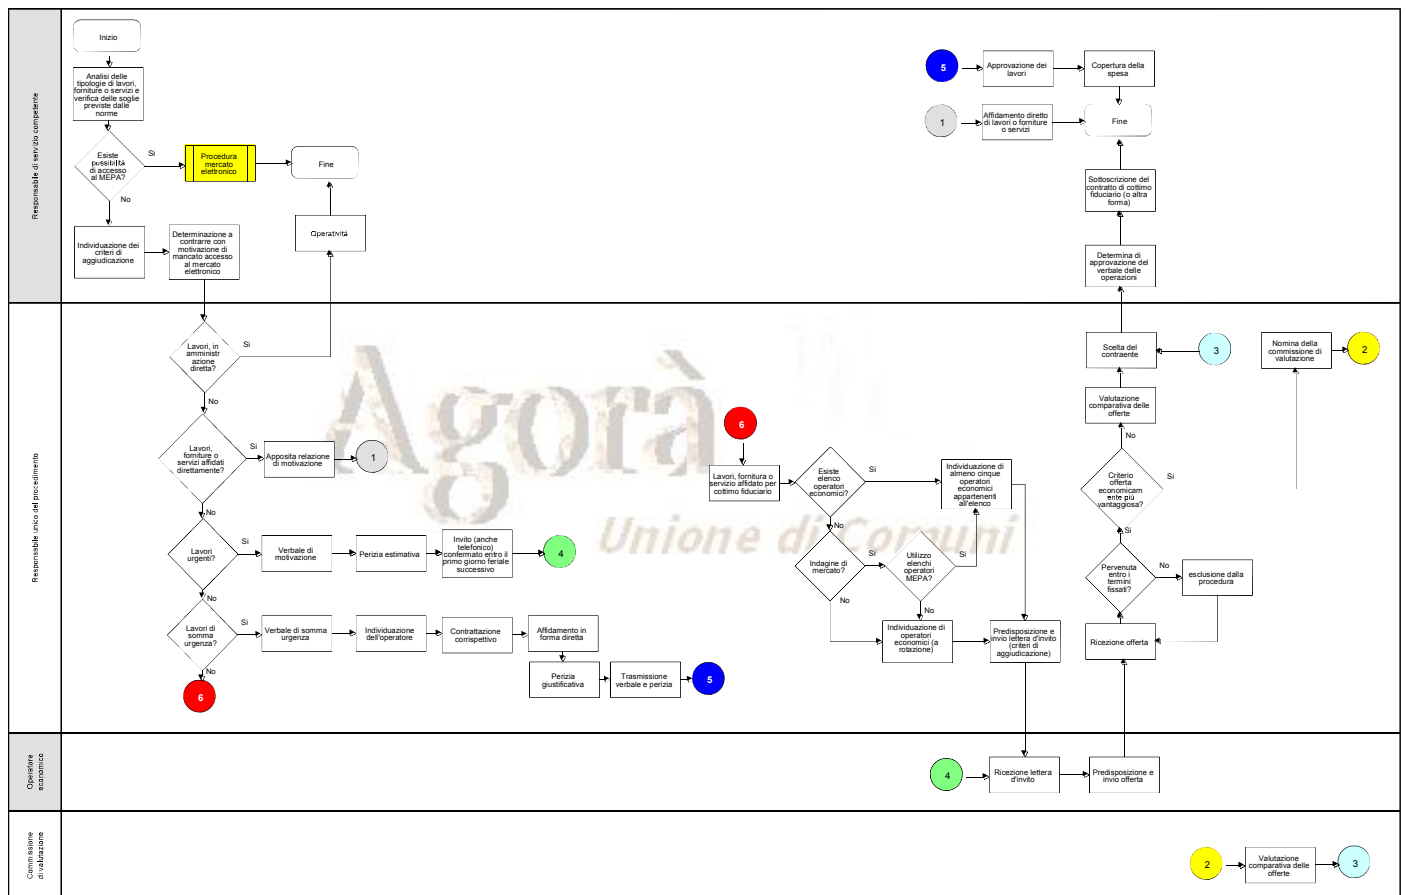 Responsabile di servizio competente
Inizio
Analisi delle
tipologie di lavori,
forniture o servizi e
verifica delle soglie
previste dalle
norme
Esiste
possibilità
di accesso
al MEPA?
Si
No
Procedura
mercato
elettronico
Fine
Individuazione dei
criteri di
aggiudicazione
Determinazione a
contrarre con
motivazione di
mancato accesso
al mercato
elettronico
Operatività
5
Approvazione dei
lavori
Copertura della
spesa
1
Affidamento diretto
di lavori o forniture
o servizi
Fine
Sottoscrizione del
contratto di cottimo
fiduciario (o altra
forma)
Determina di
approvazione del
verbale delle
operazioni
Responsabile unico del procedimento
Lavori, in
amministr
azione
diretta?
Si
No
Lavori,
forniture o
servizi affidati
direttamente?
Si
No
Apposita relazione
di motivazione
1
Lavori
urgenti?
Si
No
Verbale di
motivazione
Perizia estimativa
Invito (anche
telefonico)
confermato entro il
primo giorno feriale
successivo
4
Lavori di
somma
urgenza?
Si
No
Verbale di somma
urgenza
Individuazione
dell'operatore
Contrattazione
corrispettivo
Affidamento in
forma diretta
Perizia
giustificativa
Trasmissione
verbale e perizia
5
6
Agorà
Unione di Comuni
6
Lavori, fornitura o
servizio affidato per
cottimo fiduciario
Esiste
elenco
operatori
economici?
Si
No
Individuazione di
almeno cinque
operatori
economici
appartenenti
all'elenco
Indagine di
mercato?
Si
No
Utilizzo
elenchi
operatori
MEPA?
Si
No
Individuazione di
operatori
economici (a
rotazione)
Predisposizione e
invio lettera d'invito
(criteri di
aggiudicazione)
Scelta del
contraente
3
Nomina della
commissione di
valutazione
2
Valutazione
comparativa delle
offerte
No
Criterio
offerta
economicam
ente più
vantaggiosa?
Si
Si
Pervenuta
entro i
termini
fissati?
No
esclusione dalla
procedura
Ricezione offerta
Operatore
economico
4
Ricezione lettera
d'invito
Predisposizione e
invio offerta
Commissione
di valutazione
2
Valutazione
comparativa delle
offerte
3